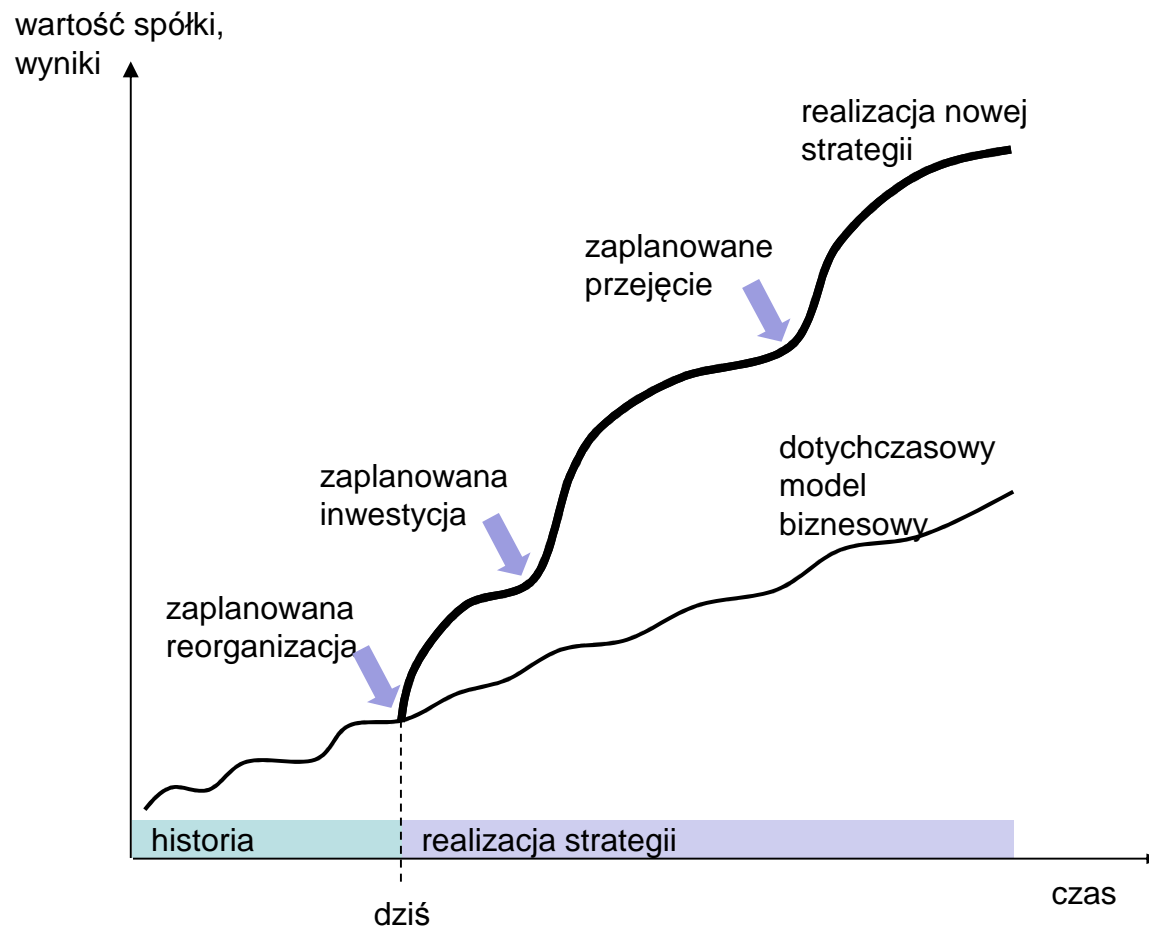 wartość spółki,
wyniki
realizacja nowej
strategii
zaplanowane
przejęcie
dotychczasowy
model
biznesowy
zaplanowana
inwestycja
zaplanowana
reorganizacja
historia
realizacja strategii
czas
dziś